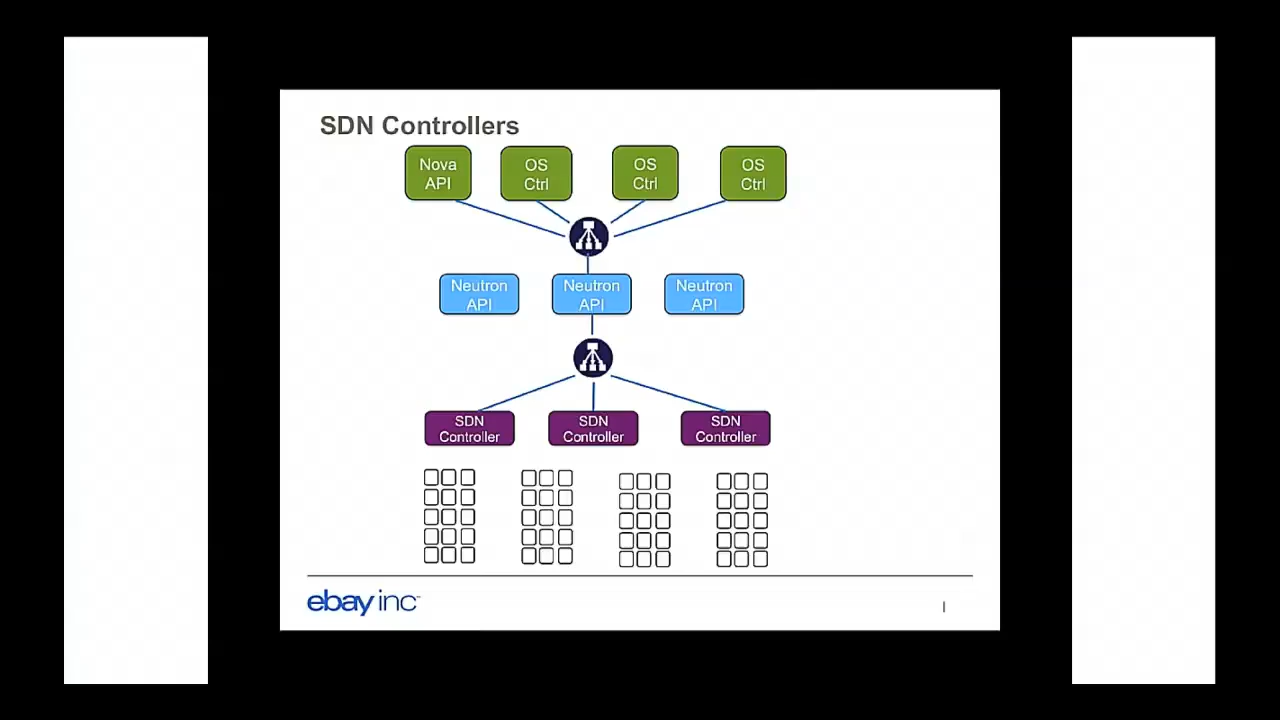 SDN Controllers
Nova
API
OS
Ctrl
OS
Ctrl
OS
Ctrl
Neutron
API
Neutron
API
Neutron
API
SDN
Controller
SDN
Controller
SDN
Controller
ebay inc™